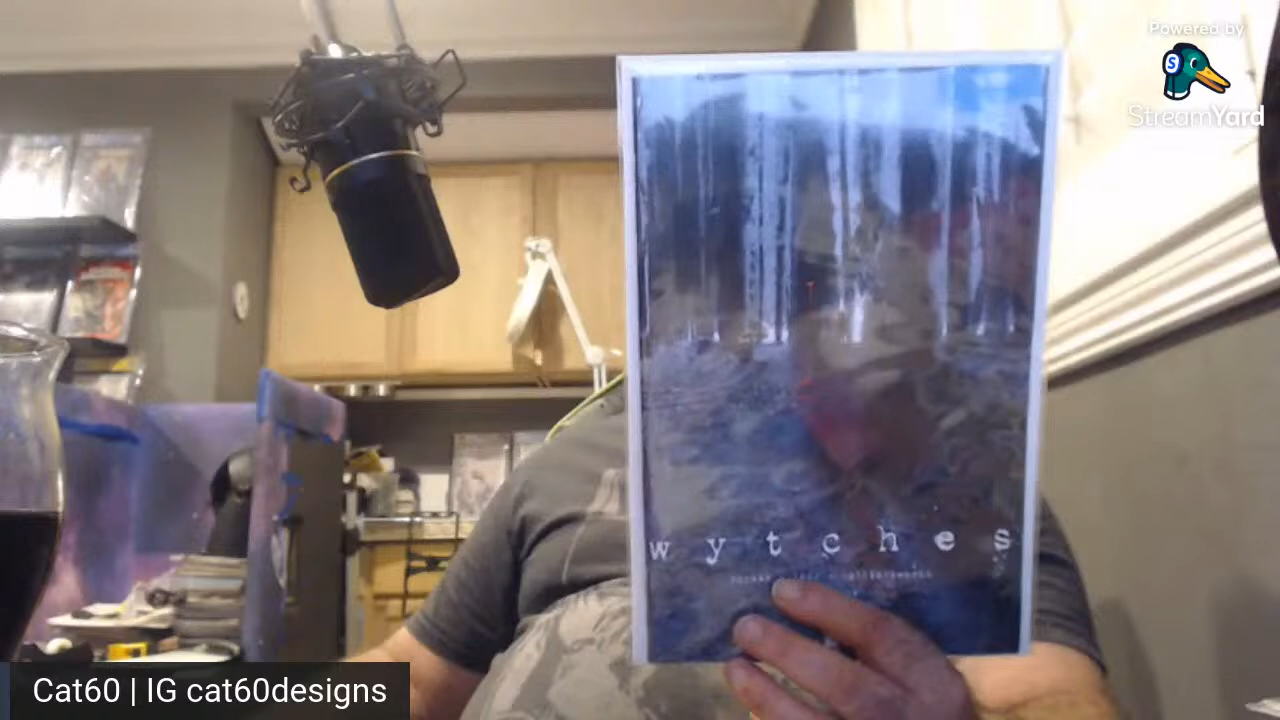 Powered by
S
StreamYard
w y t c h e s
Cat60 | IG cat60designs